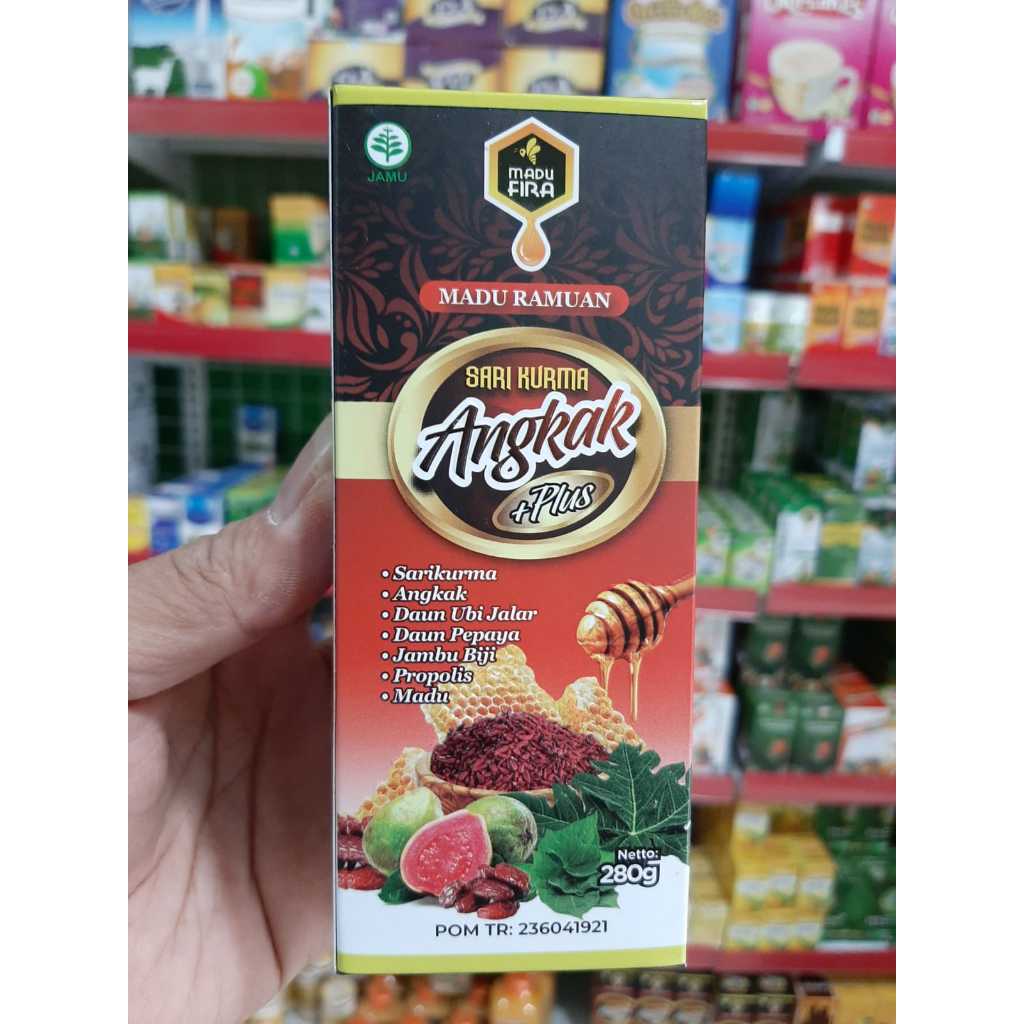 JAMU
MADU
FIRA
MADU RAMUAN
SARI KURMA
Angkak
+Plus
• Sarikurma
• Angkak
• Daun Ubi Jalar
• Daun Pepaya
• Jambu Biji
• Propolis
• Madu
Netto:
280g
POM TR: 236041921